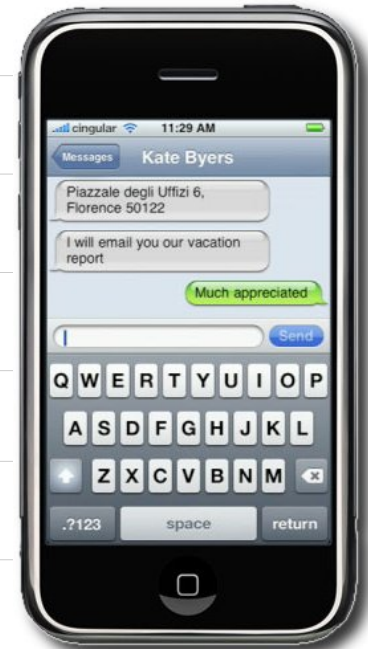 cingular 11:29 AM
Messages Kate Byers
Piazzale degli Uffizi 6,
Florence 50122
I will email you our vacation
report
Much appreciated
Send
Q W E R T Y U I O P
A S D F G H J K L
Z X C V B N M
.?123 space return